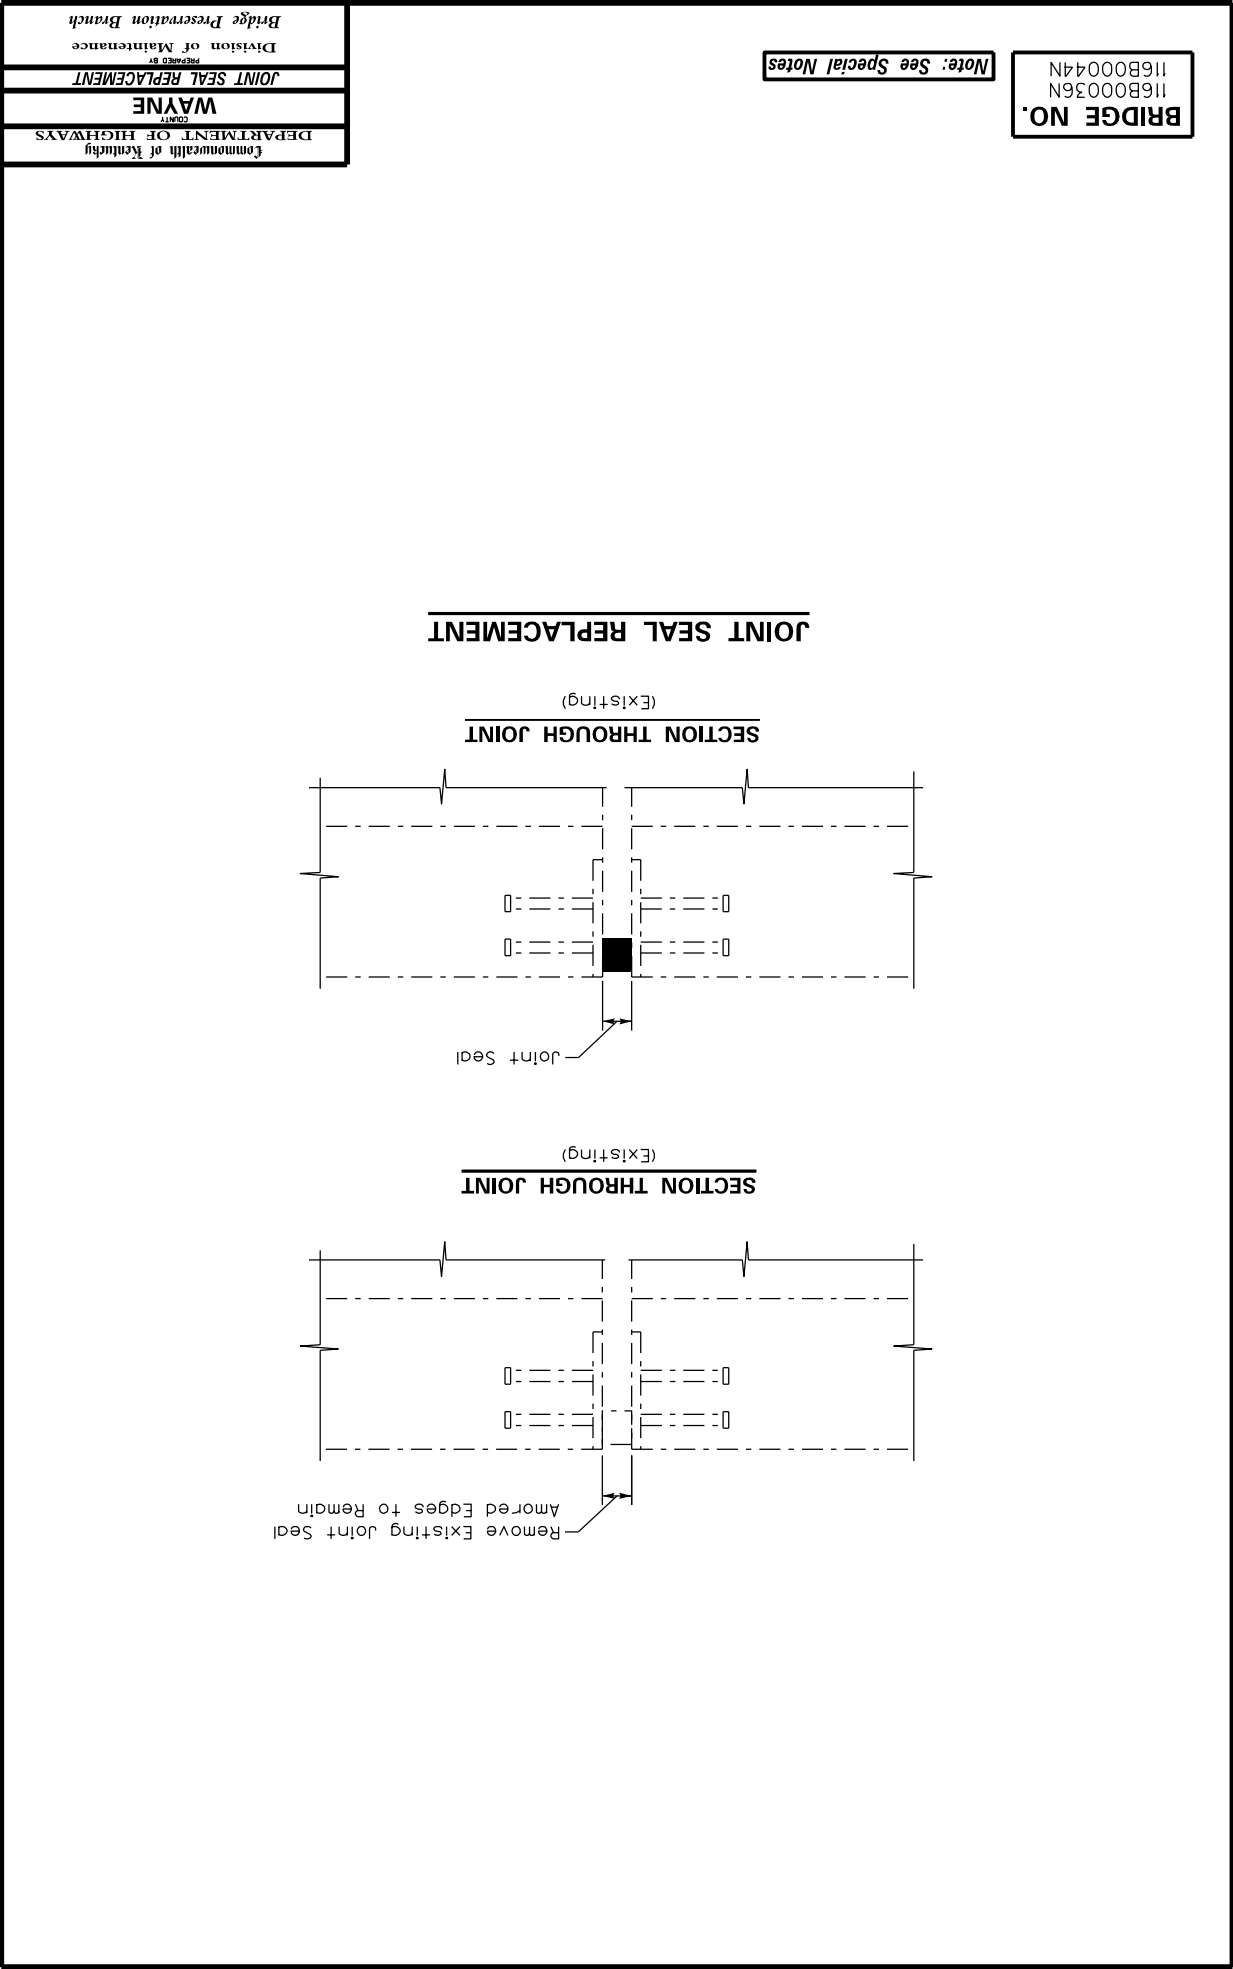 Remove Existing Joint Seal
Amored Edges to Remain
SECTION THROUGH JOINT
(Existing)
Joint Seal
SECTION THROUGH JOINT
(Existing)
JOINT SEAL REPLACEMENT
BRIDGE NO.
116B00036N
116B00044N
Note: See Special Notes
Commonwealth of Kentucky
DEPARTMENT OF HIGHWAYS
COUNTY
WAYNE
JOINT SEAL REPLACEMENT
PREPARED BY
Division of Maintenance
Bridge Preservation Branch